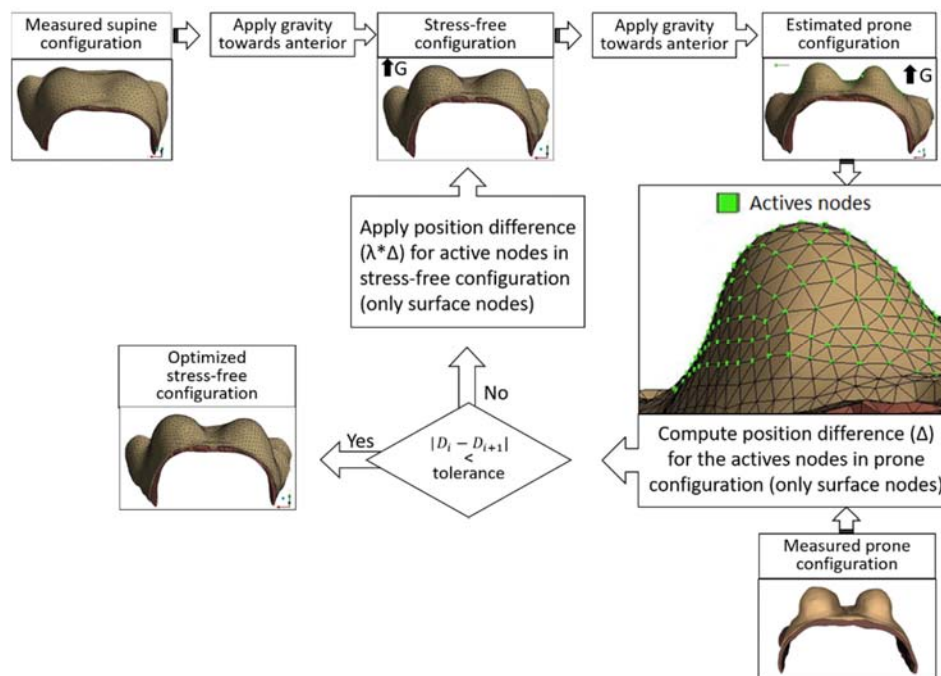 Measured supine
configuration
Apply gravity
towards anterior
Stress-free
configuration
G
Apply gravity
towards anterior
Estimated prone
configuration
G
Actives nodes
Apply position difference
(λ*Δ) for active nodes in
stress-free configuration
(only surface nodes)
Compute position difference (Δ)
for the actives nodes in prone
configuration (only surface nodes)
No
|Dᵢ − Dᵢ₊₁|
<
tolerance
Yes
Optimized
stress-free
configuration
Measured prone
configuration